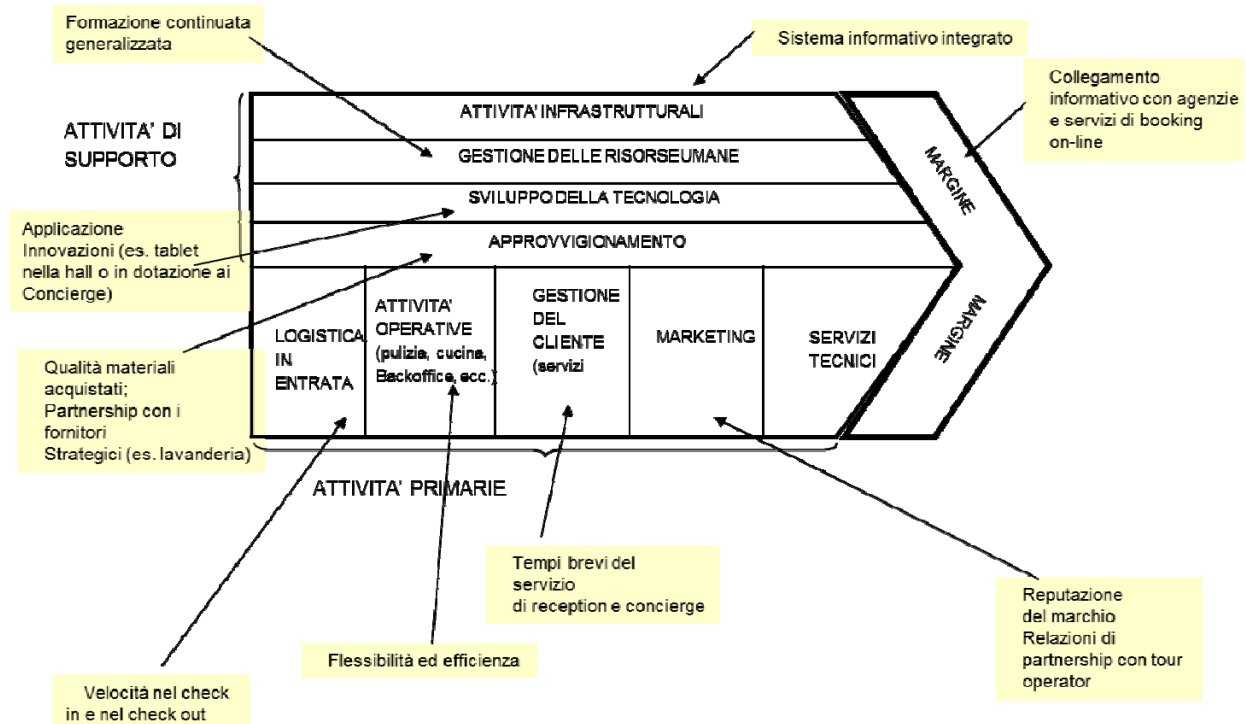 Formazione continuata
generalizzata
Sistema informativo integrato
Collegamento
informativo con agenzie
e servizi di booking
on-line
ATTIVITA' DI
SUPPORTO
ATTIVITA' INFRASTRUTTURALI
GESTIONE DELLE RISORSEUMANE
SVILUPPO DELLA TECNOLOGIA
APPROVVIGIONAMENTO
MARGINE
MARGINE
Applicazione
Innovazioni (es. tablet
nella hall o in dotazione ai
Concierge)
LOGISTICA
IN
ENTRATA
ATTIVITA'
OPERATIVE
(pulizia, cucina,
Backoffice, ecc.)
GESTIONE
DEL
CLIENTE
(servizi
MARKETING
SERVIZI
TECNICI
Qualità materiali
acquistati;
Partnership con i
fornitori
Strategici (es. lavanderia)
ATTIVITA' PRIMARIE
Tempi brevi del
servizio
di reception e concierge
Reputazione
del marchio
Relazioni di
partnership con tour
operator
Flessibilità ed efficienza
Velocità nel check
in e nel check out